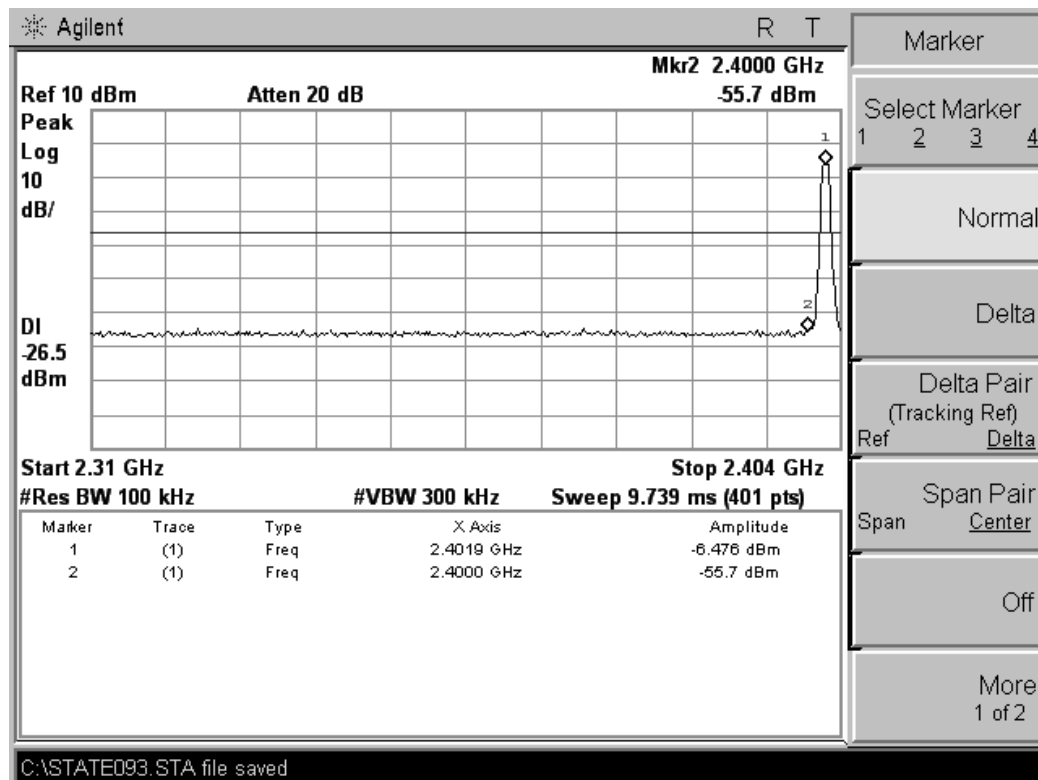 Agilent R T
Mkr2 2.4000 GHz
Ref 10 dBm Atten 20 dB -55.7 dBm
Peak
Log
10
dB/
1
2
DI
-26.5
dBm
Start 2.31 GHz Stop 2.404 GHz
#Res BW 100 kHz #VBW 300 kHz Sweep 9.739 ms (401 pts)
Marker Trace Type X Axis Amplitude
1 (1) Freq 2.4019 GHz -6.476 dBm
2 (1) Freq 2.4000 GHz -55.7 dBm
C:\STATE093.STA file saved
Marker
Select Marker
1 2 3 4
Normal
Delta
Delta Pair
(Tracking Ref)
Ref Delta
Span Pair
Span Center
Off
More
1 of 2